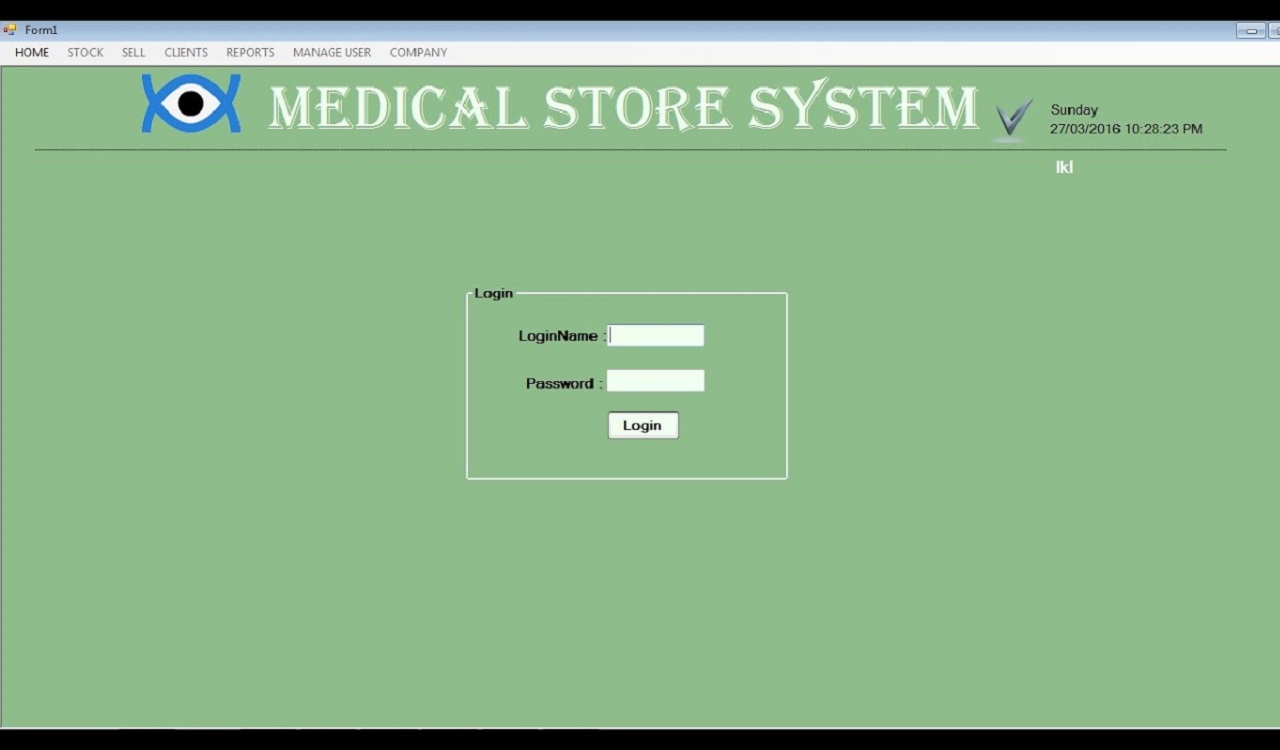 Form1
HOME STOCK SELL CLIENTS REPORTS MANAGE USER COMPANY
MEDICAL STORE SYSTEM
Sunday
27/03/2016 10:28:23 PM
lkl
Login
LoginName :
Password :
Login